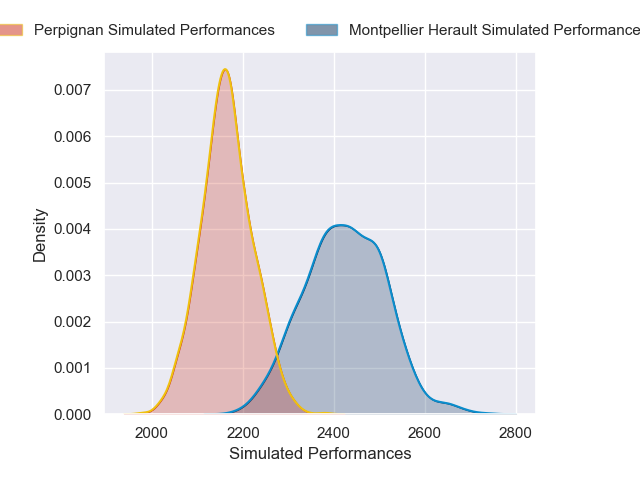 Perpignan Simulated Performances
Montpellier Herault Simulated Performance
0.007
0.006
0.005
0.004
0.003
0.002
0.001
0.000
Density
2000 2200 2400 2600 2800
Simulated Performances